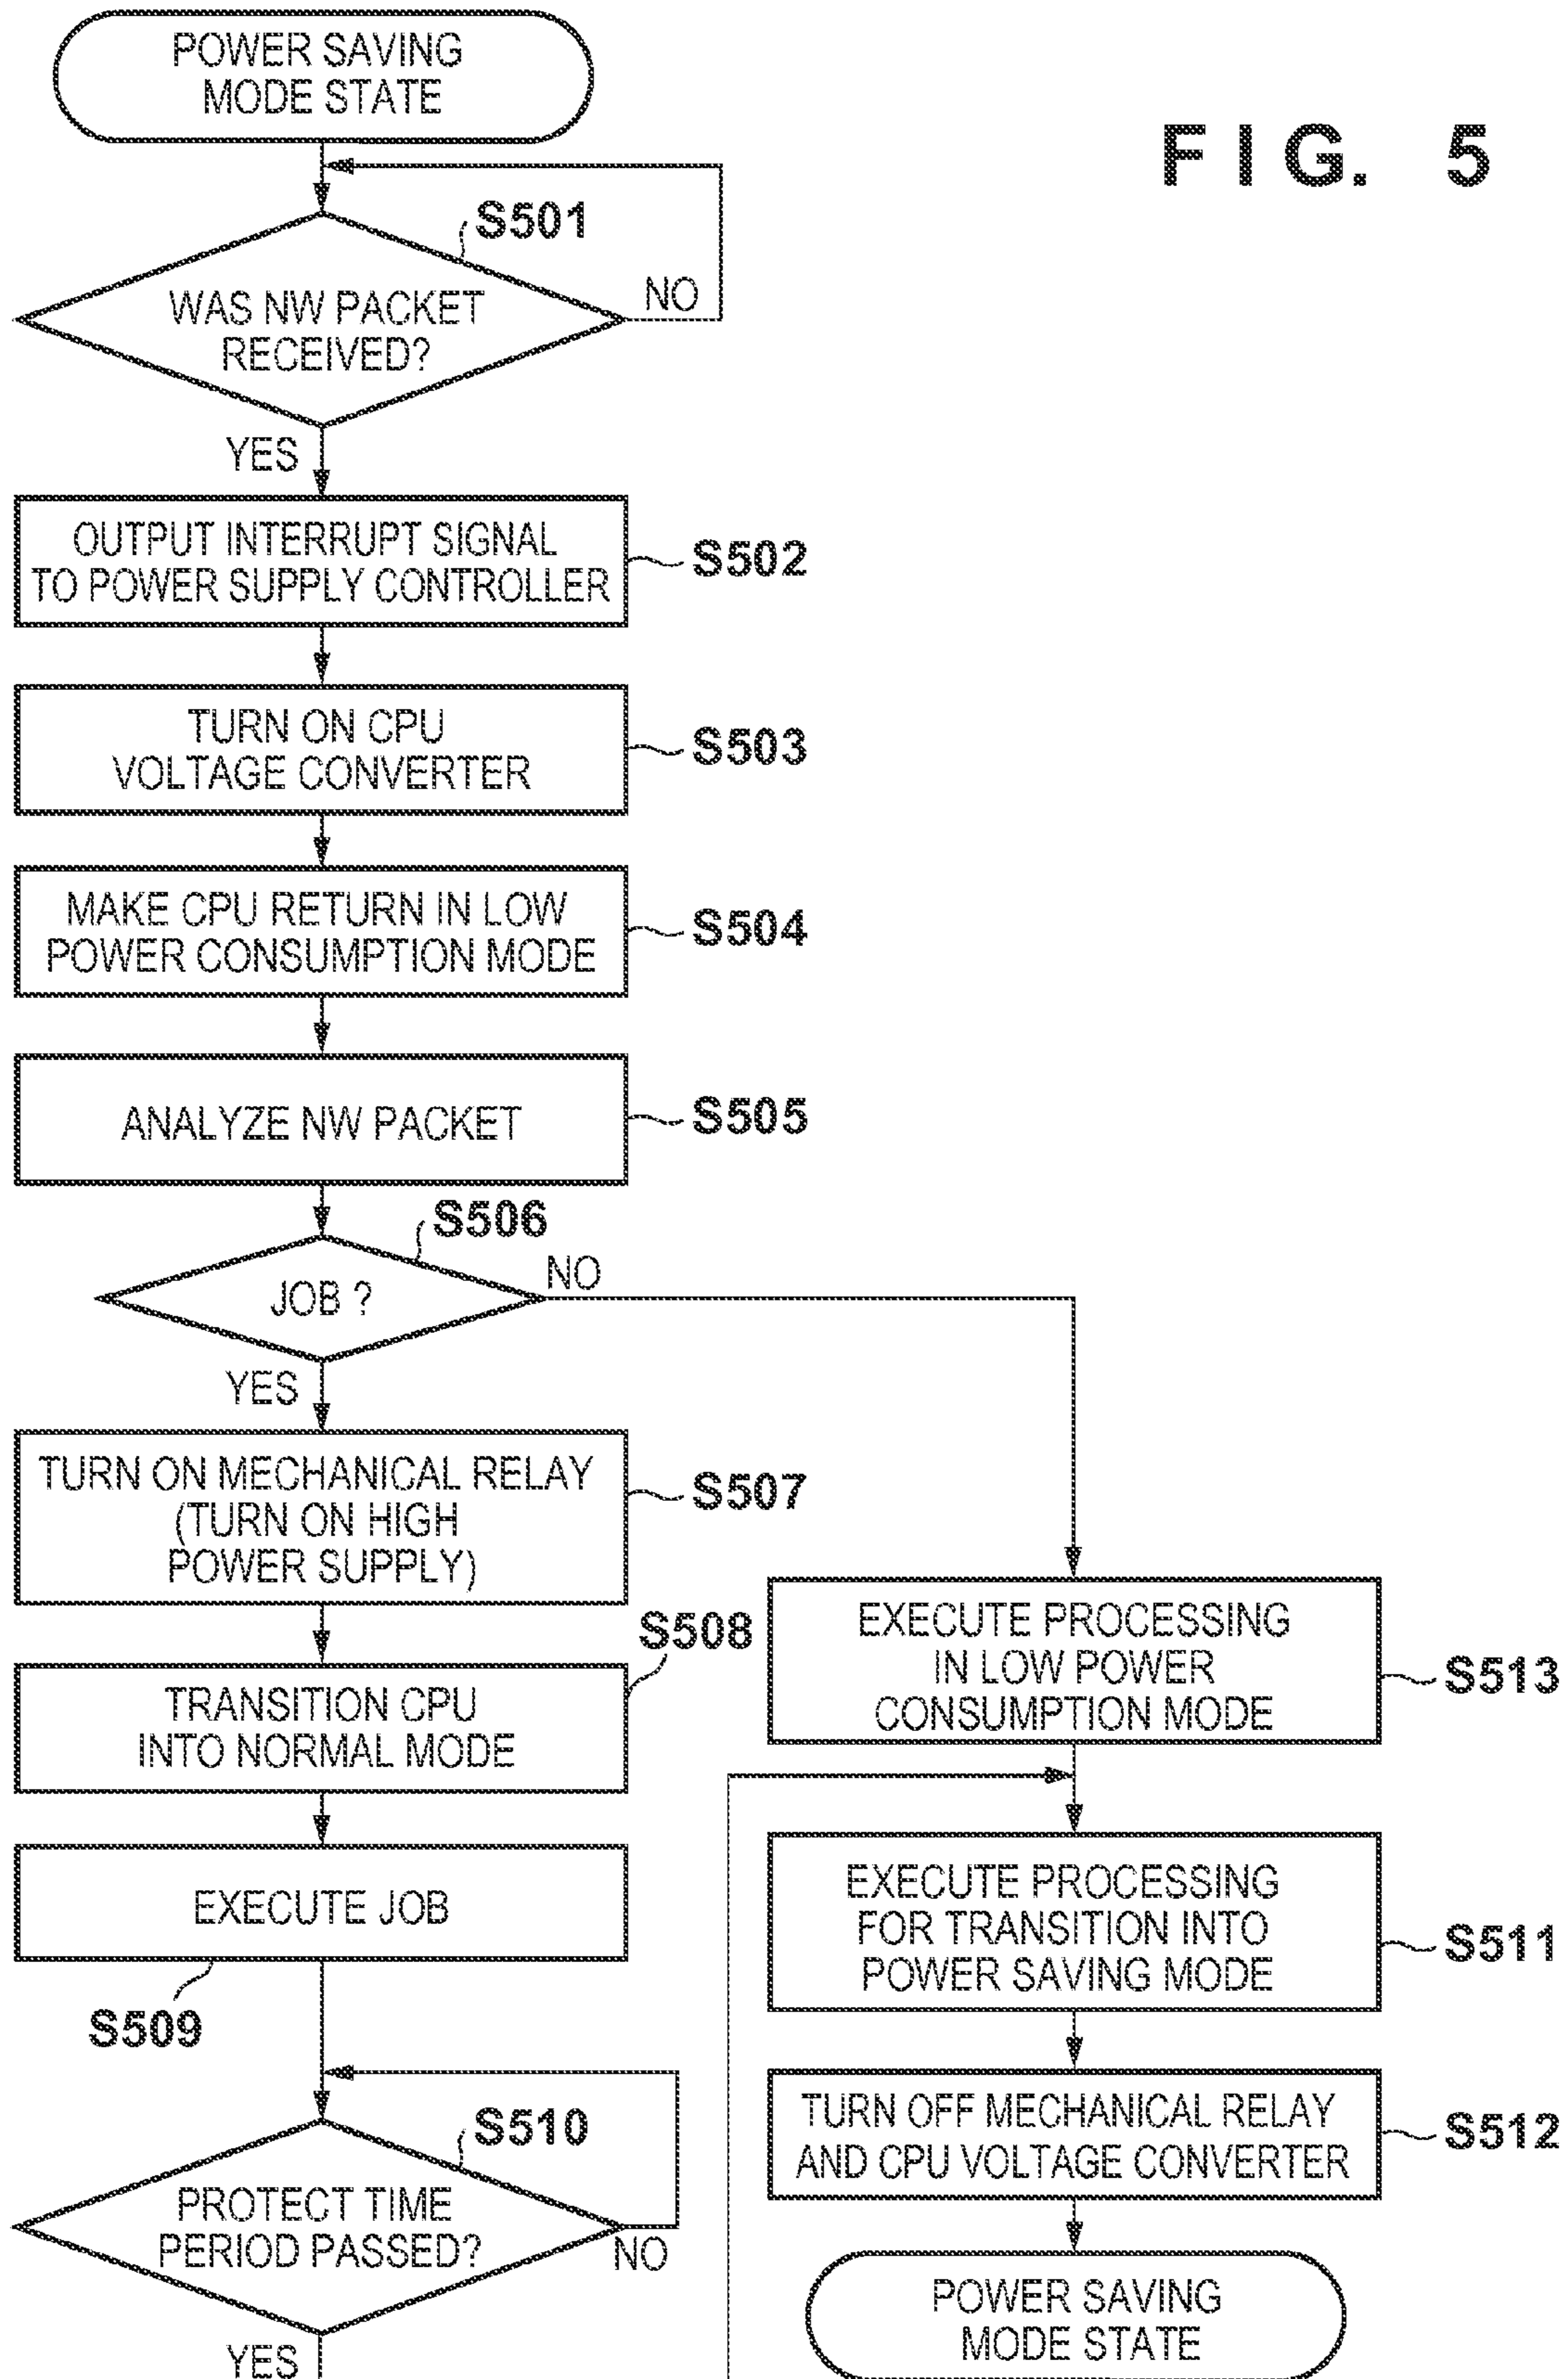 FIG. 5
POWER SAVING
MODE STATE
S501
WAS NW PACKET
RECEIVED?
NO
YES
OUTPUT INTERRUPT SIGNAL
TO POWER SUPPLY CONTROLLER
S502
TURN ON CPU
VOLTAGE CONVERTER
S503
MAKE CPU RETURN IN LOW
POWER CONSUMPTION MODE
S504
ANALYZE NW PACKET
S505
S506
JOB ?
NO
YES
TURN ON MECHANICAL RELAY
(TURN ON HIGH
POWER SUPPLY)
S507
S508
TRANSITION CPU
INTO NORMAL MODE
EXECUTE JOB
S509
S510
PROTECT TIME
PERIOD PASSED?
NO
YES
EXECUTE PROCESSING
IN LOW POWER
CONSUMPTION MODE
S513
EXECUTE PROCESSING
FOR TRANSITION INTO
POWER SAVING MODE
S511
TURN OFF MECHANICAL RELAY
AND CPU VOLTAGE CONVERTER
S512
POWER SAVING
MODE STATE